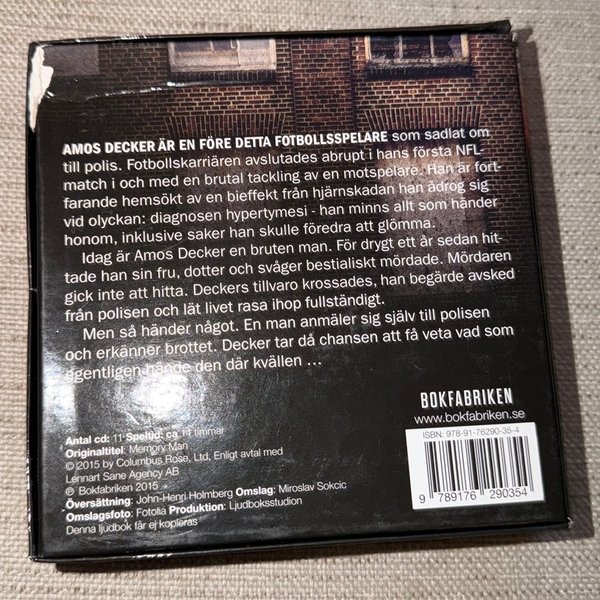 AMOS DECKER ÄR EN FÖRE DETTA FOTBOLLSSPELARE som sadlat om
till polis. Fotbollskarriären avslutades abrupt i hans första NFL-
match i och med en brutal tackling av en motspelare. Han är fort-
farande hemsökt av en bieffekt från hjärnskadan han ådrog sig
vid olyckan: diagnosen hypertymesi - han minns allt som händer
honom, inklusive saker han skulle föredra att glömma.
Idag är Amos Decker en bruten man. För drygt ett år sedan hit-
tade han sin fru, dotter och svåger bestialiskt mördade. Mördaren
gick inte att hitta. Deckers tillvaro krossades, han begärde avsked
från polisen och lät livet rasa ihop fullständigt.
Men så händer något. En man anmäler sig själv till polisen
och erkänner brottet. Decker tar då chansen att få veta vad som
egentligen hände den där kvällen ...
BOKFABRIKEN
www.bokfabriken.se
Antal cd: 11 Speltid: ca 14 timmar
Originaltitel: Memory Man
© 2015 by Columbus Rose, Ltd. Enligt avtal med
Lennart Sane Agency AB
℗ Bokfabriken 2015
Översättning: John-Henri Holmberg Omslag: Miroslav Sokcic
Omslagsfoto: Fotolia Produktion: Ljudboksstudion
Denna ljudbok får ej kopieras
ISBN: 978-91-76290-35-4
9 789176 290354